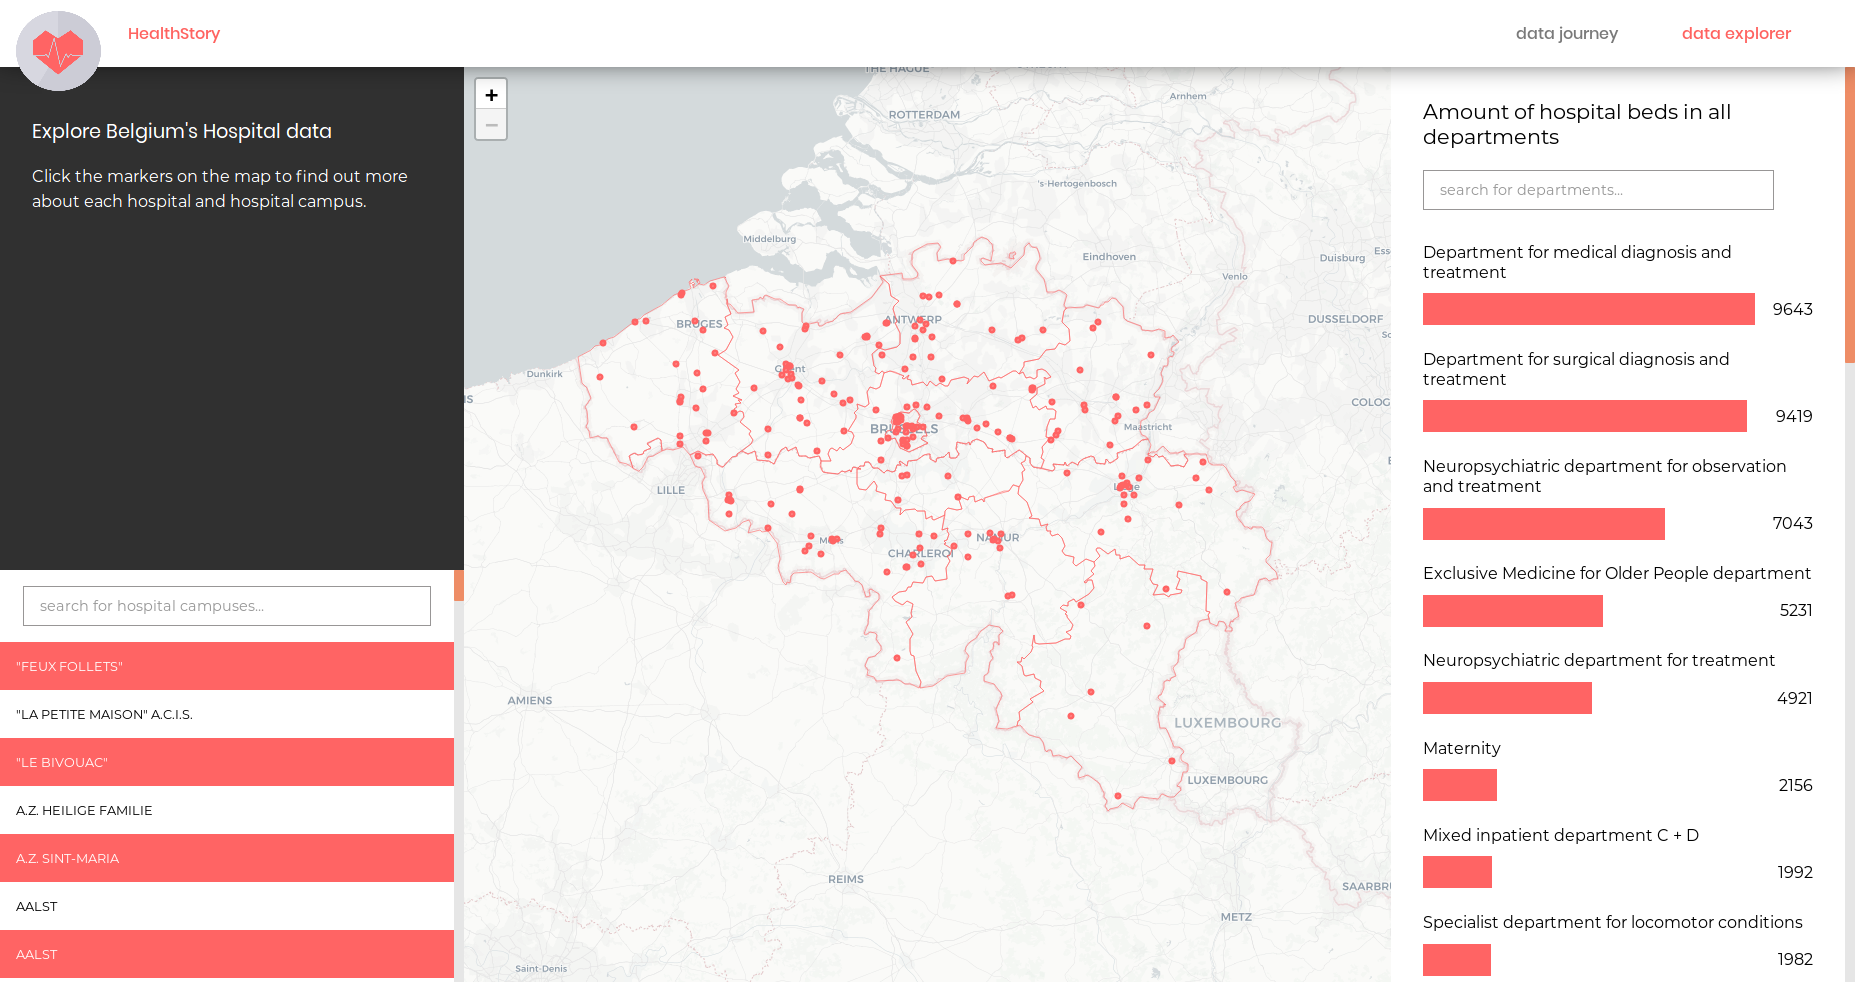 HealthStory
data journey
data explorer
Explore Belgium's Hospital data
Click the markers on the map to find out more
about each hospital and hospital campus.
search for hospital campuses...
"FEUX FOLLETS"
"LA PETITE MAISON" A.C.I.S.
"LE BIVOUAC"
A.Z. HEILIGE FAMILIE
A.Z. SINT-MARIA
AALST
AALST
+
−
THE HAGUE
Arnhem
ROTTERDAM
's-Hertogenbosch
Middelburg
Eindhoven
Duisburg
Ess
Venlo
BRUGES
ANTWERP
DUSSELDORF
Dunkirk
COLOG
BRUSSELS
Maastricht
LILLE
NAMUR
CHARLEROI
AMIENS
LUXEMBOURG
LUXEMBOURG
REIMS
SAARBRU
METZ
Saint-Denis
Amount of hospital beds in all
departments
search for departments...
Department for medical diagnosis and
treatment
9643
Department for surgical diagnosis and
treatment
9419
Neuropsychiatric department for observation
and treatment
7043
Exclusive Medicine for Older People department
5231
Neuropsychiatric department for treatment
4921
Maternity
2156
Mixed inpatient department C + D
1992
Specialist department for locomotor conditions
1982